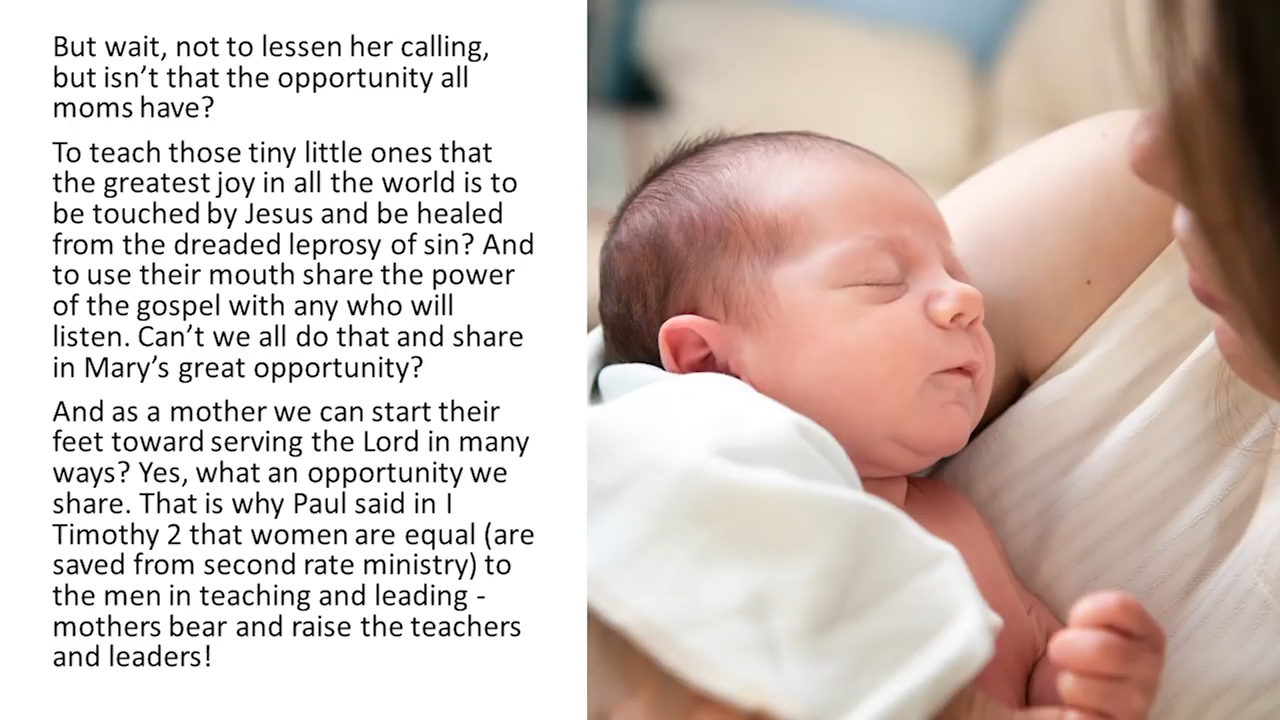 But wait, not to lessen her calling,
but isn’t that the opportunity all
moms have?
To teach those tiny little ones that
the greatest joy in all the world is to
be touched by Jesus and be healed
from the dreaded leprosy of sin? And
to use their mouth share the power
of the gospel with any who will
listen. Can’t we all do that and share
in Mary’s great opportunity?
And as a mother we can start their
feet toward serving the Lord in many
ways? Yes, what an opportunity we
share. That is why Paul said in I
Timothy 2 that women are equal (are
saved from second rate ministry) to
the men in teaching and leading -
mothers bear and raise the teachers
and leaders!